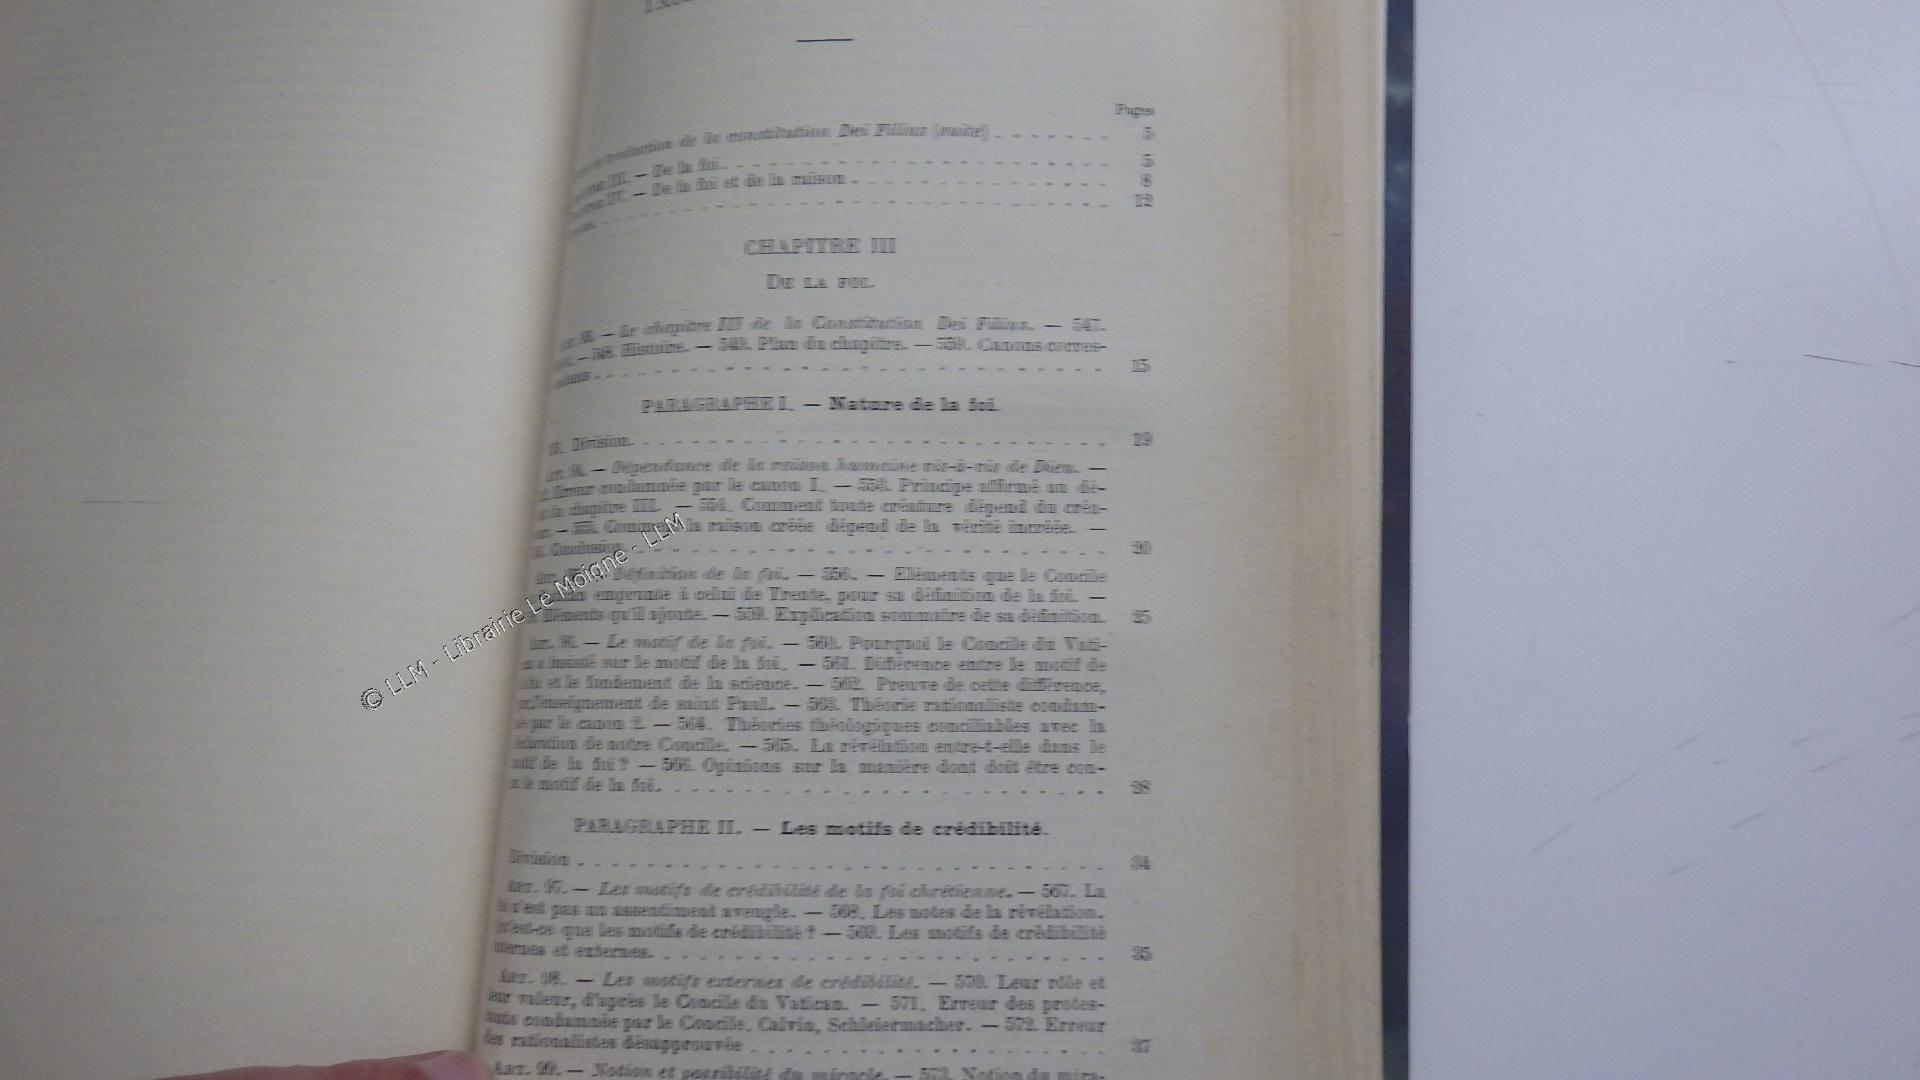 Pages
traduction de la constitution Dei Filius (suite) 5
III. — De la foi. 5
IV. — De la foi et de la raison 8
12
CHAPITRE III
DE LA FOI.
— Le chapitre III de la Constitution Dei Filius. — 547.
— 548. Histoire. — 549. Plan du chapitre. — 550. Canons corres-
15
PARAGRAPHE I. — Nature de la foi.
Division. 19
— Dépendance de la raison humaine vis-à-vis de Dieu. —
Erreur condamnée par le canon 1. — 553. Principe affirmé au dé-
chapitre III. — 554. Comment toute créature dépend du créa-
— 555. Comment la raison créée dépend de la vérité incréée. —
Conclusion 20
Définition de la foi. — — Eléments que le Concile
emprunte à celui de Trente, pour sa définition de la foi. —
Eléments qu'il ajoute. — 559. Explication sommaire de sa définition. 25
— Le motif de la foi. — 560. Pourquoi le Concile du Vati-
insisté sur le motif de la foi. — 561. Différence entre le motif de
et le fondement de la science. — 562. Preuve de cette différence,
l'enseignement de saint Paul. — 563. Théorie rationaliste condam-
par le canon 2. — 564. Théories théologiques conciliables avec la
de notre Concile. — 565. La révélation entre-t-elle dans le
de la foi ? — 566. Opinions sur la manière dont doit être con-
le motif de la foi. 28
PARAGRAPHE II. — Les motifs de crédibilité.
Division 34
ART. 97. — Les motifs de crédibilité de la foi chrétienne. — 567. La
n'est pas un assentiment aveugle. — 568. Les notes de la révélation.
Qu'est-ce que les motifs de crédibilité ? — 569. Les motifs de crédibilité
internes et externes. 35
ART. 98. — Les motifs externes de crédibilité. — 570. Leur rôle et
leur valeur, d'après le Concile du Vatican. — 571. Erreur des protes-
tants condamnée par le Concile. Calvin, Schleiermacher. — 572. Erreur
des rationalistes désapprouvée 37
ART. 99. — Notion et possibilité du miracle. — 573. Notion du mira-
© LLM - Librairie Le Moigne - LLM